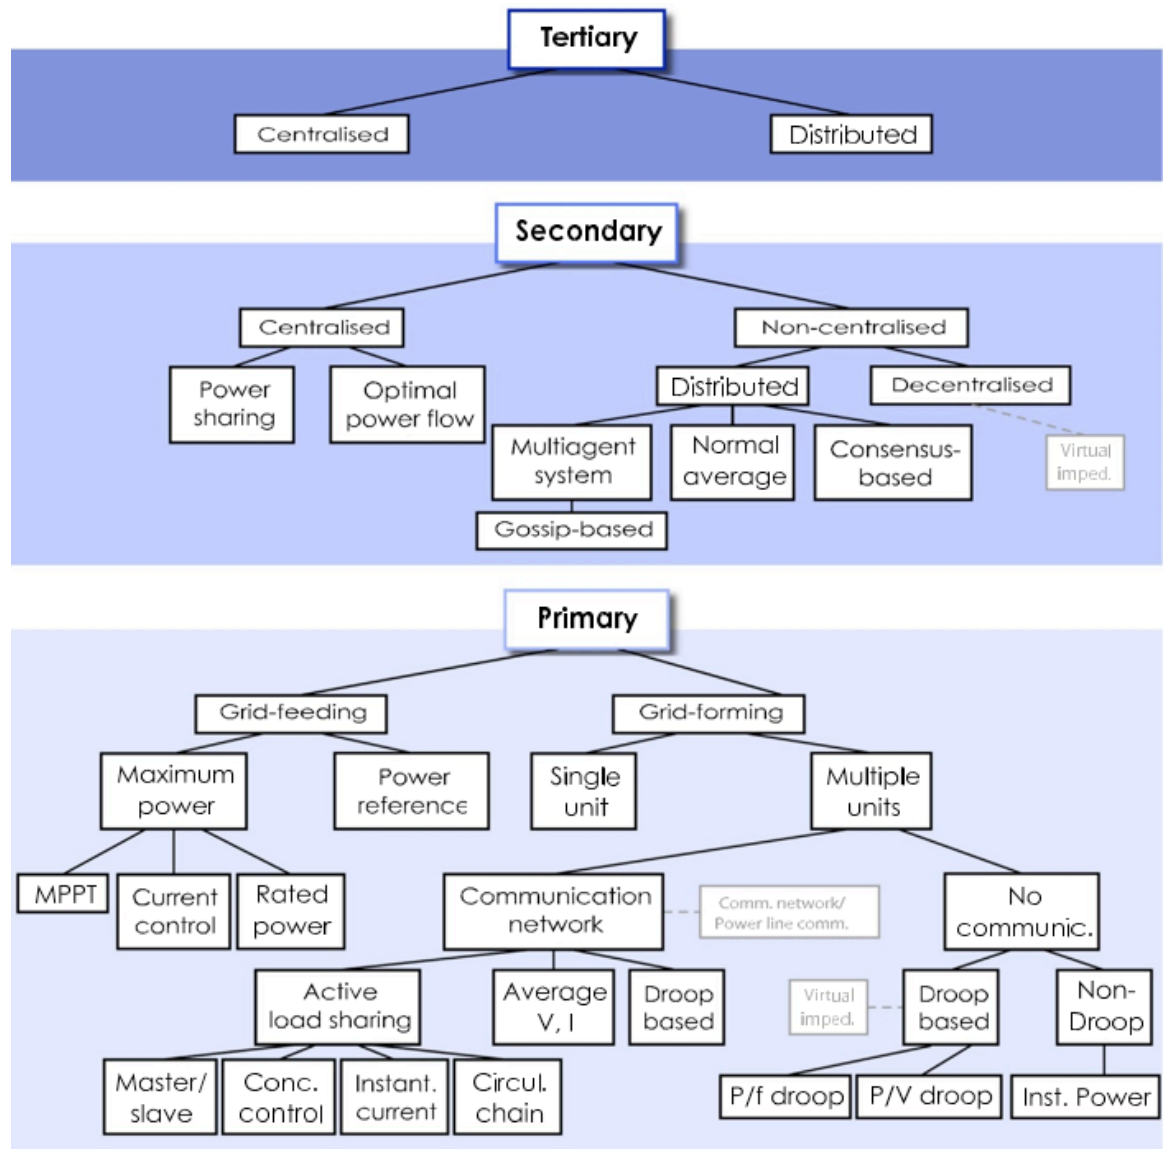 Tertiary
Centralised
Distributed
Secondary
Centralised
Non-centralised
Power
sharing
Optimal
power flow
Distributed
Decentralised
Multiagent
system
Normal
average
Consensus-
based
Virtual
imped.
Gossip-based
Primary
Grid-feeding
Grid-forming
Maximum
power
Power
reference
Single
unit
Multiple
units
MPPT
Current
control
Rated
power
Communication
network
Comm. network/
Power line comm.
No
communic.
Active
load sharing
Average
V, I
Droop
based
Virtual
imped.
Droop
based
Non-
Droop
Master/
slave
Conc.
control
Instant.
current
Circul.
chain
P/f droop
P/V droop
Inst. Power